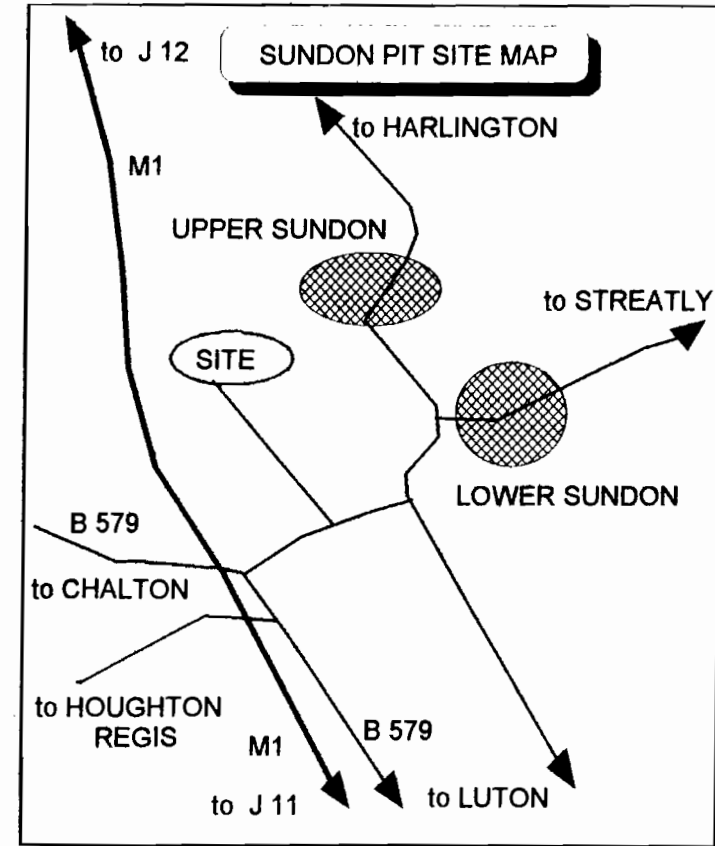 to J 12
SUNDON PIT SITE MAP
to HARLINGTON
M1
UPPER SUNDON
to STREATLY
SITE
LOWER SUNDON
B 579
to CHALTON
to HOUGHTON
REGIS
B 579
M1
to LUTON
to J 11